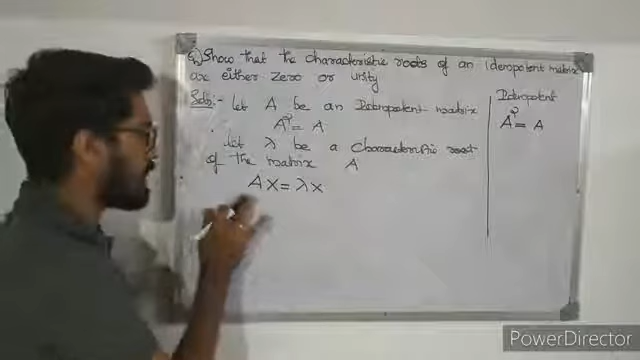 Q) Show that the characteristic roots of an Idempotent matrix
are either zero or unity
Soln:- Let A be an Idempotent matrix
A² = A
Let λ be a characteristic root
of the matrix A
AX = λX
Idempotent
A² = A
PowerDirector